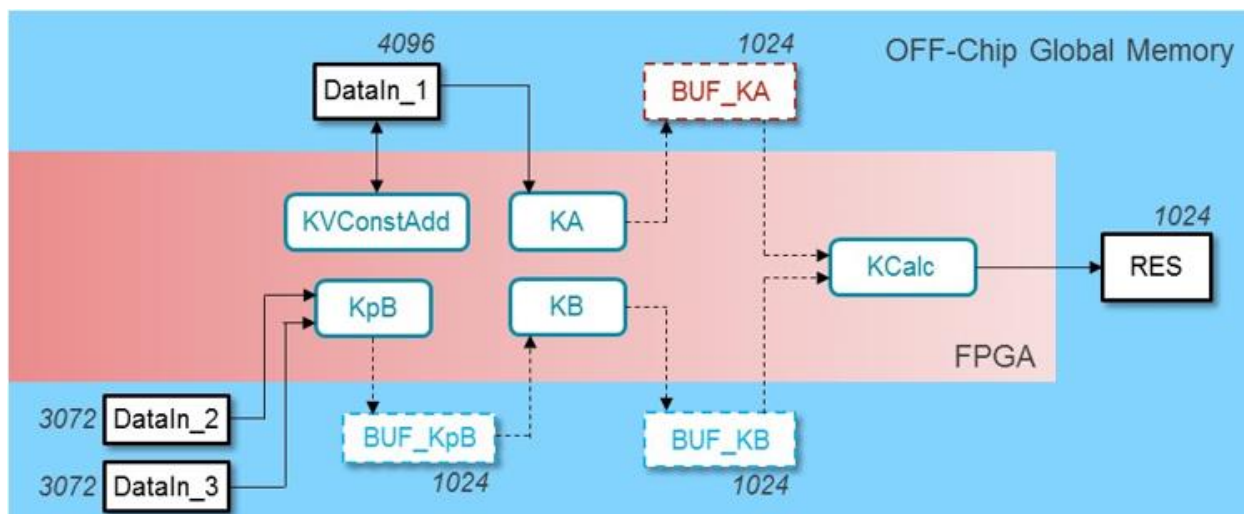 4096
1024
OFF-Chip Global Memory
DataIn_1
BUF_KA
KVConstAdd
KA
1024
KCalc
RES
KpB
KB
FPGA
3072
DataIn_2
BUF_KpB
BUF_KB
3072
DataIn_3
1024
1024